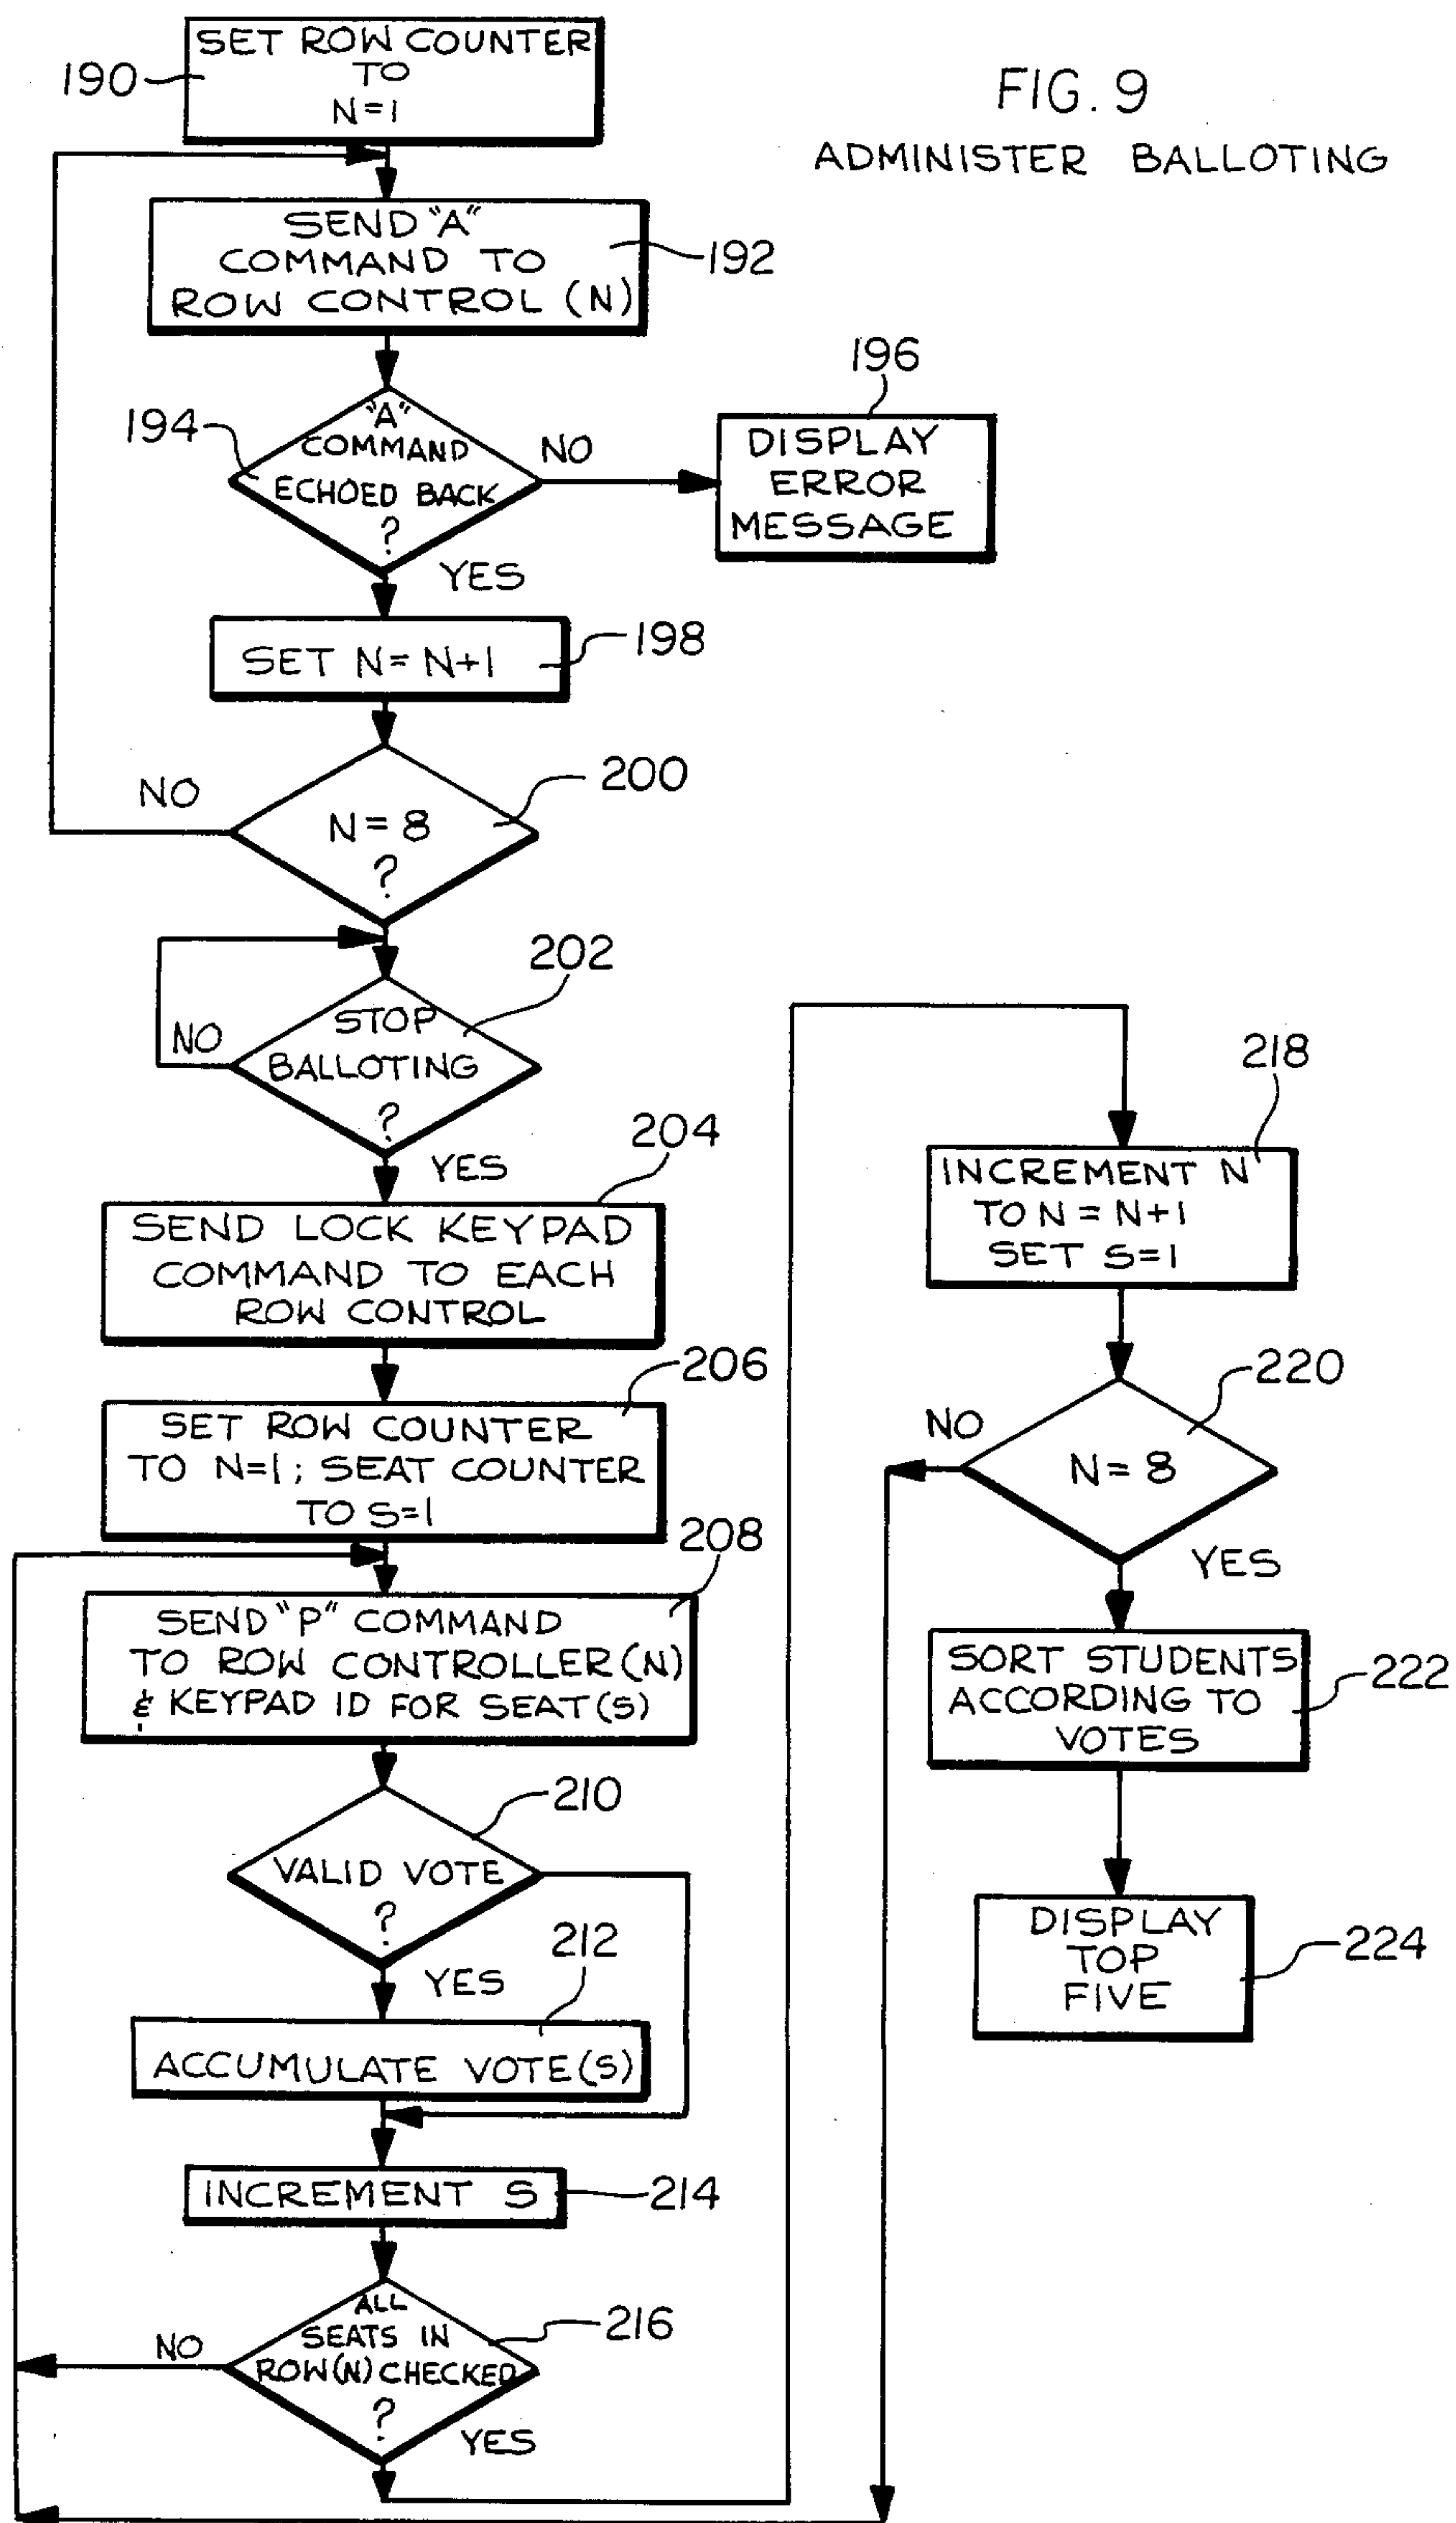 FIG. 9
ADMINISTER BALLOTING
190
SET ROW COUNTER
TO
N=1
SEND "A"
COMMAND TO
ROW CONTROL (N)
192
194
"A"
COMMAND
ECHOED BACK
?
NO
YES
196
DISPLAY
ERROR
MESSAGE
SET N= N+1
198
NO
N = 8
?
200
202
STOP
BALLOTING
?
NO
YES
204
SEND LOCK KEYPAD
COMMAND TO EACH
ROW CONTROL
206
SET ROW COUNTER
TO N=1; SEAT COUNTER
TO S=1
208
SEND "P" COMMAND
TO ROW CONTROLLER (N)
& KEYPAD ID FOR SEAT(S)
210
VALID VOTE
?
YES
212
ACCUMULATE VOTE(S)
INCREMENT S
214
ALL
SEATS IN
ROW(N) CHECKED
?
216
NO
YES
218
INCREMENT N
TO N = N+1
SET S=1
220
N= 8
NO
YES
SORT STUDENTS
ACCORDING TO
VOTES
222
DISPLAY
TOP
FIVE
224